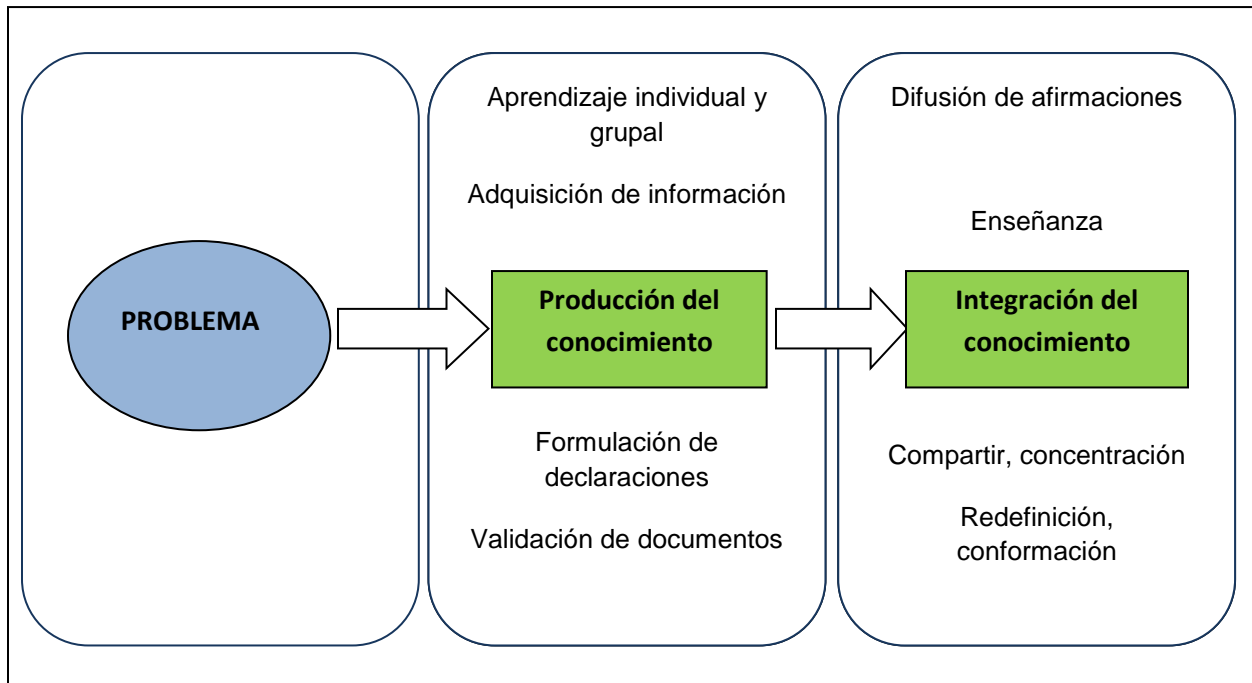 PROBLEMA
Aprendizaje individual y
grupal
Adquisición de información
Producción del
conocimiento
Formulación de
declaraciones
Validación de documentos
Difusión de afirmaciones
Enseñanza
Integración del
conocimiento
Compartir, concentración
Redefinición,
conformación